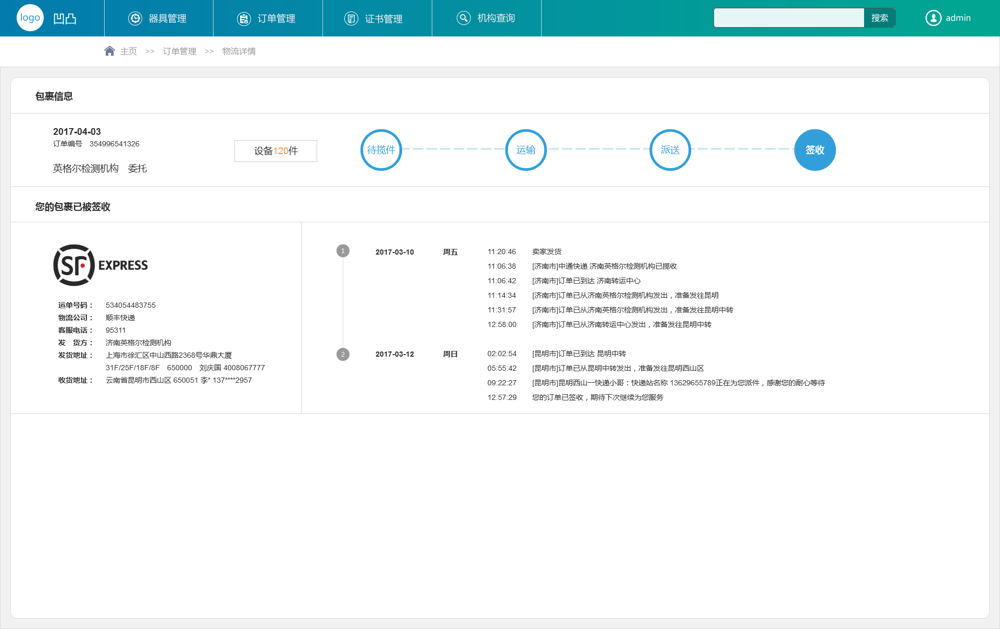 logo 凹凸 器具管理 订单管理 证书管理 机构查询 搜索 admin
主页 >> 订单管理 >> 物流详情
包裹信息
2017-04-03
订单编号 354996541326
英格尔检测机构 委托
设备120件
待揽件 运输 派送 签收
您的包裹已被签收
SF EXPRESS
运单号码： 534054483755
物流公司： 顺丰快递
客服电话： 95311
发 货方： 济南英格尔检测机构
发货地址： 上海市徐汇区中山西路2368号华鼎大厦
31F/25F/18F/8F 650000 刘庆国 4008067777
收货地址： 云南省昆明市西山区 650051 李* 137****2957
1 2017-03-10 周五 11:20:46 卖家发货
11:06:38 [济南市]中通快递 济南英格尔检测机构已揽收
11:06:42 [济南市]订单已到达 济南转运中心
11:14:34 [济南市]订单已从济南英格尔检测机构发出，准备发往昆明
11:31:57 [济南市]订单已从济南英格尔检测机构发出，准备发往昆明中转
12:58:00 [济南市]订单已从济南转运中心发出，准备发往昆明中转
2 2017-03-12 周日 02:02:54 [昆明市]订单已到达 昆明中转
05:55:42 [昆明市]订单已从昆明中转发出，准备发往昆明西山区
09:22:27 [昆明市]昆明西山一快递小哥：快递站名称 13629655789正在为您派件，感谢您的耐心等待
12:57:29 您的订单已签收，期待下次继续为您服务